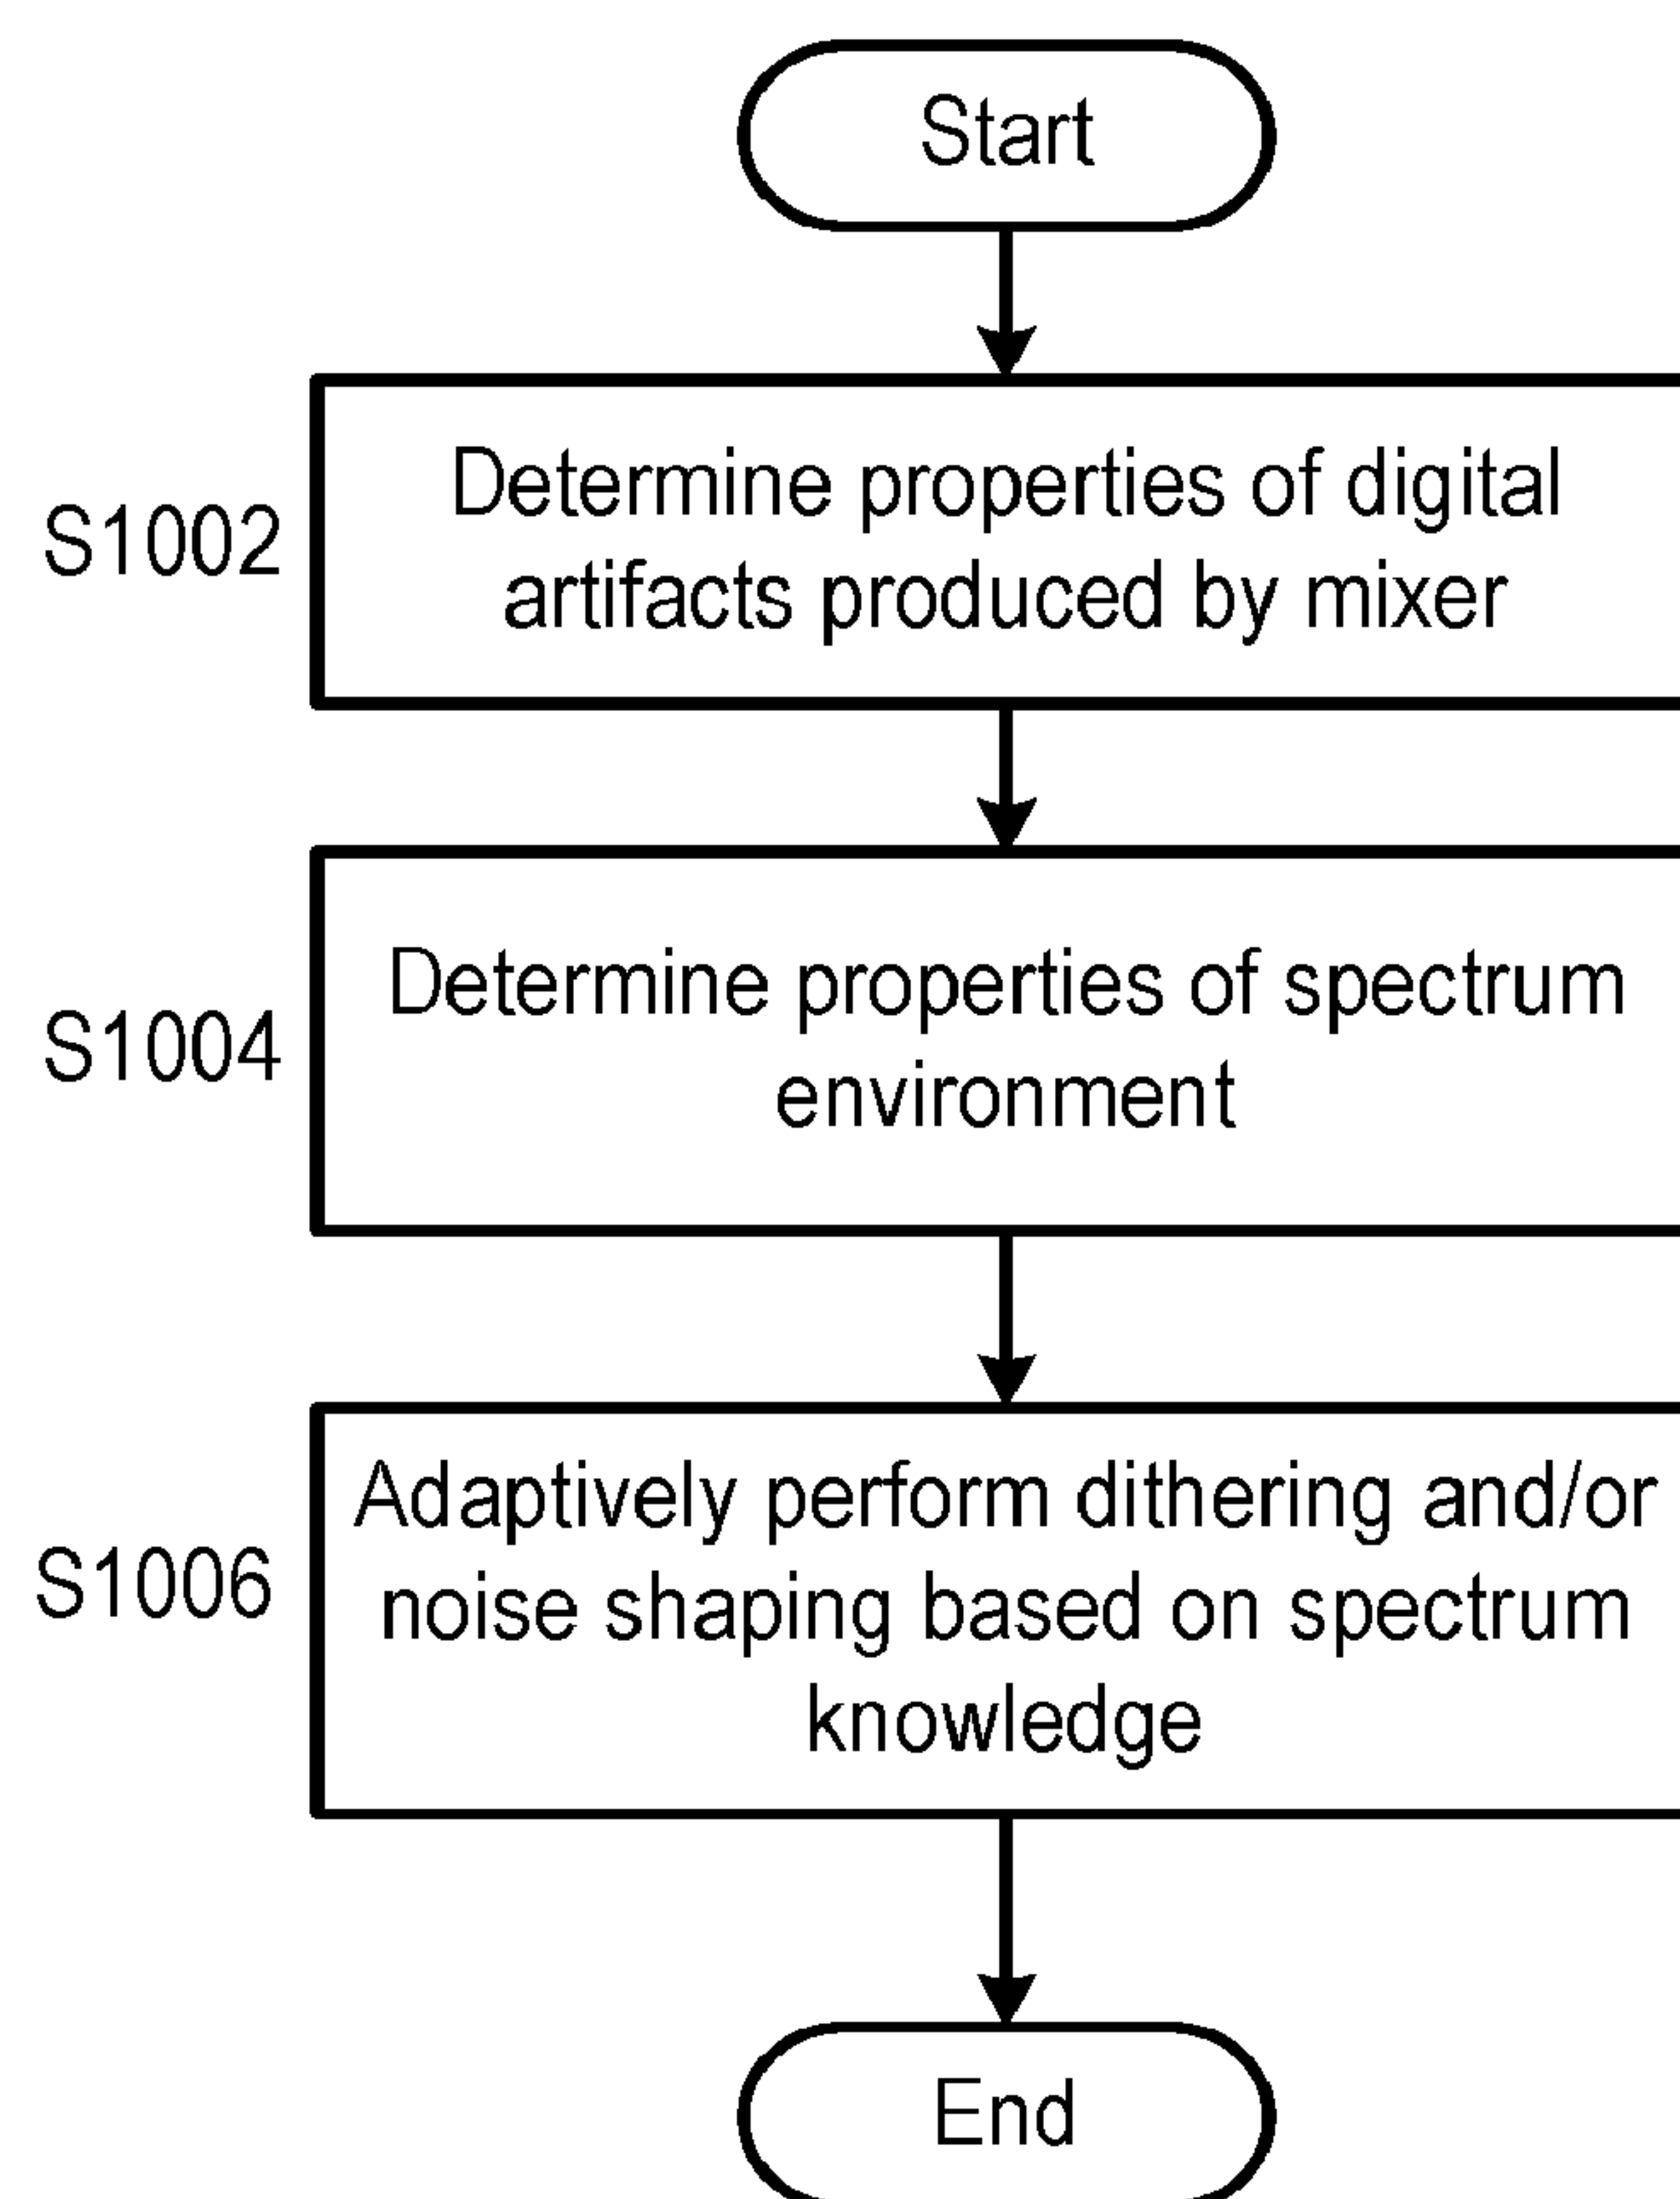 Start
S1002
Determine properties of digital
artifacts produced by mixer
S1004
Determine properties of spectrum
environment
S1006
Adaptively perform dithering and/or
noise shaping based on spectrum
knowledge
End